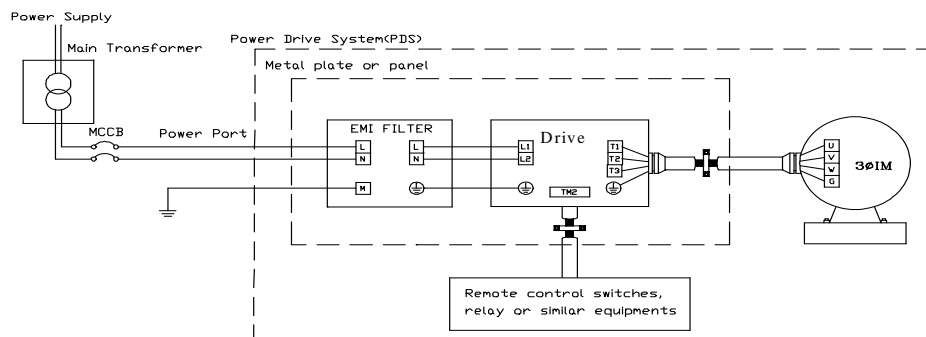 Power Supply
Main Transformer
Power Drive System(PDS)
Metal plate or panel
MCCB
Power Port
EMI FILTER
L
N
M
L
N
Drive
L1
L2
TM2
T1
T2
T3
U
V
W
G
3øIM
Remote control switches,
relay or similar equipments